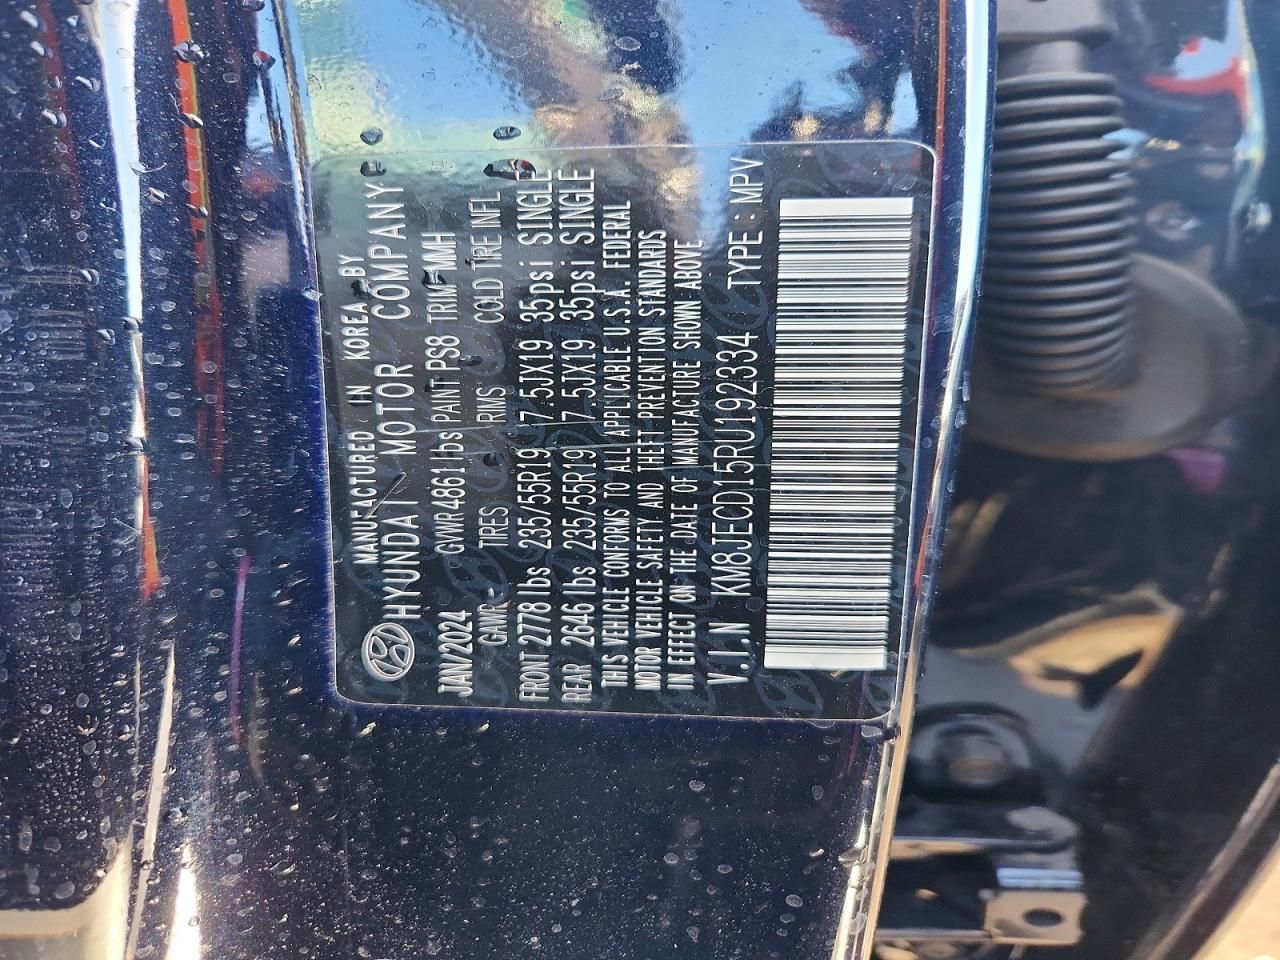 MANUFACTURED IN KOREA BY
HYUNDAI MOTOR COMPANY
JAN/2024 GVWR 4861 lbs PAINT PS8 TRIM MMH
GAWR TIRES RIMS COLD TIRE INFL
FRONT 2778 lbs 235/55R19 7.5JX19 35psi SINGLE
REAR 2646 lbs 235/55R19 7.5JX19 35psi SINGLE
THIS VEHICLE CONFORMS TO ALL APPLICABLE U.S.A. FEDERAL
MOTOR VEHICLE SAFETY AND THEFT PREVENTION STANDARDS
IN EFFECT ON THE DATE OF MANUFACTURE SHOWN ABOVE
V.I.N KM8JECD15RU192334 TYPE : MPV